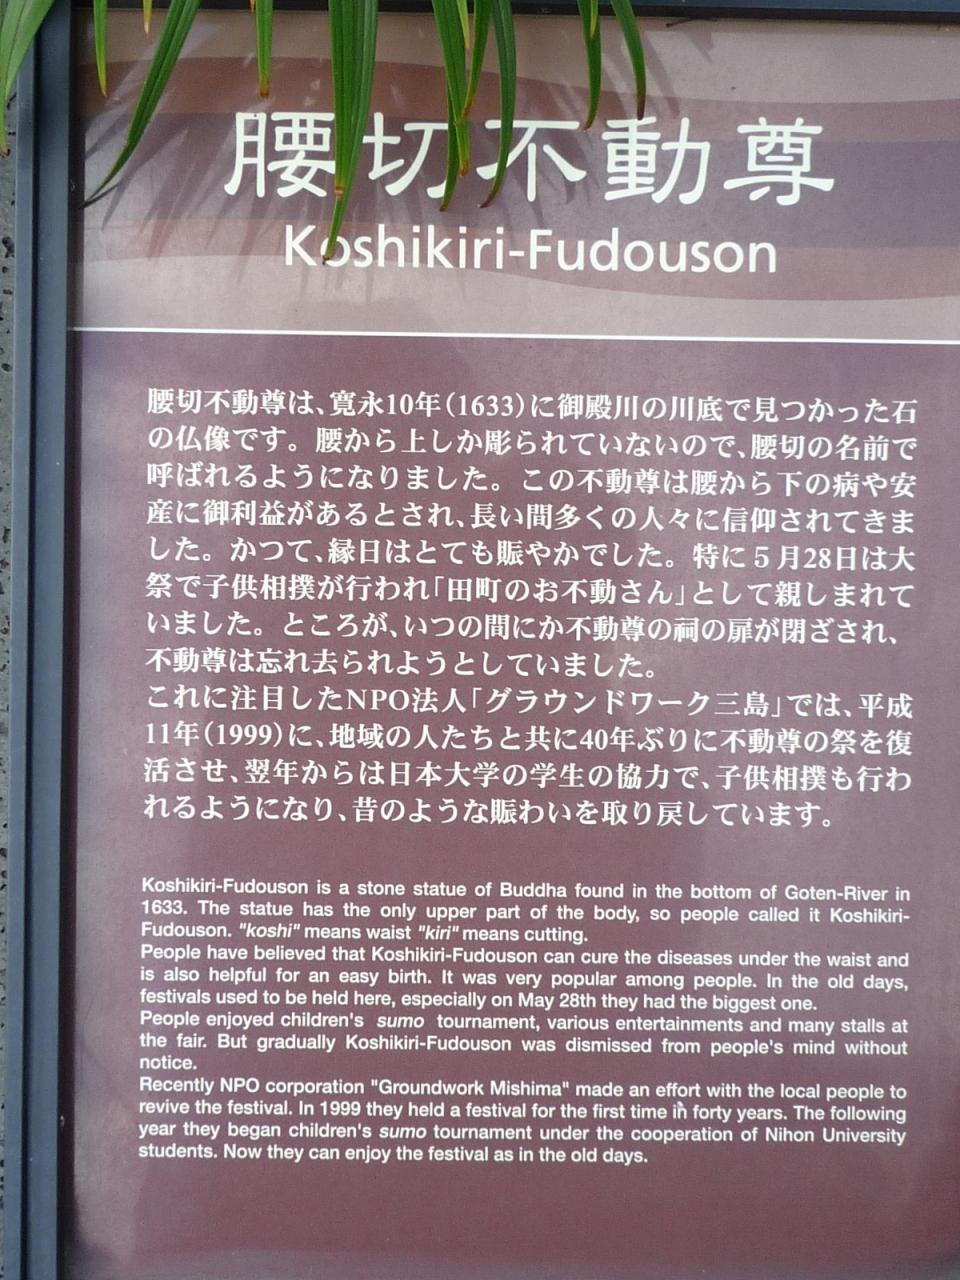 腰切不動尊
Koshikiri-Fudouson
腰切不動尊は、寛永10年(1633)に御殿川の川底で見つかった石
の仏像です。腰から上しか彫られていないので、腰切の名前で
呼ばれるようになりました。この不動尊は腰から下の病や安
産に御利益があるとされ、長い間多くの人々に信仰されてきま
した。かつて、縁日はとても賑やかでした。特に5月28日は大
祭で子供相撲が行われ「田町のお不動さん」として親しまれて
いました。ところが、いつの間にか不動尊の祠の扉が閉ざされ、
不動尊は忘れ去られようとしていました。
これに注目したNPO法人「グラウンドワーク三島」では、平成
11年(1999)に、地域の人たちと共に40年ぶりに不動尊の祭を復
活させ、翌年からは日本大学の学生の協力で、子供相撲も行わ
れるようになり、昔のような賑わいを取り戻しています。
Koshikiri-Fudouson is a stone statue of Buddha found in the bottom of Goten-River in
1633. The statue has the only upper part of the body, so people called it Koshikiri-
Fudouson. "koshi" means waist "kiri" means cutting.
People have believed that Koshikiri-Fudouson can cure the diseases under the waist and
is also helpful for an easy birth. It was very popular among people. In the old days,
festivals used to be held here, especially on May 28th they had the biggest one.
People enjoyed children's sumo tournament, various entertainments and many stalls at
the fair. But gradually Koshikiri-Fudouson was dismissed from people's mind without
notice.
Recently NPO corporation "Groundwork Mishima" made an effort with the local people to
revive the festival. In 1999 they held a festival for the first time in forty years. The following
year they began children's sumo tournament under the cooperation of Nihon University
students. Now they can enjoy the festival as in the old days.